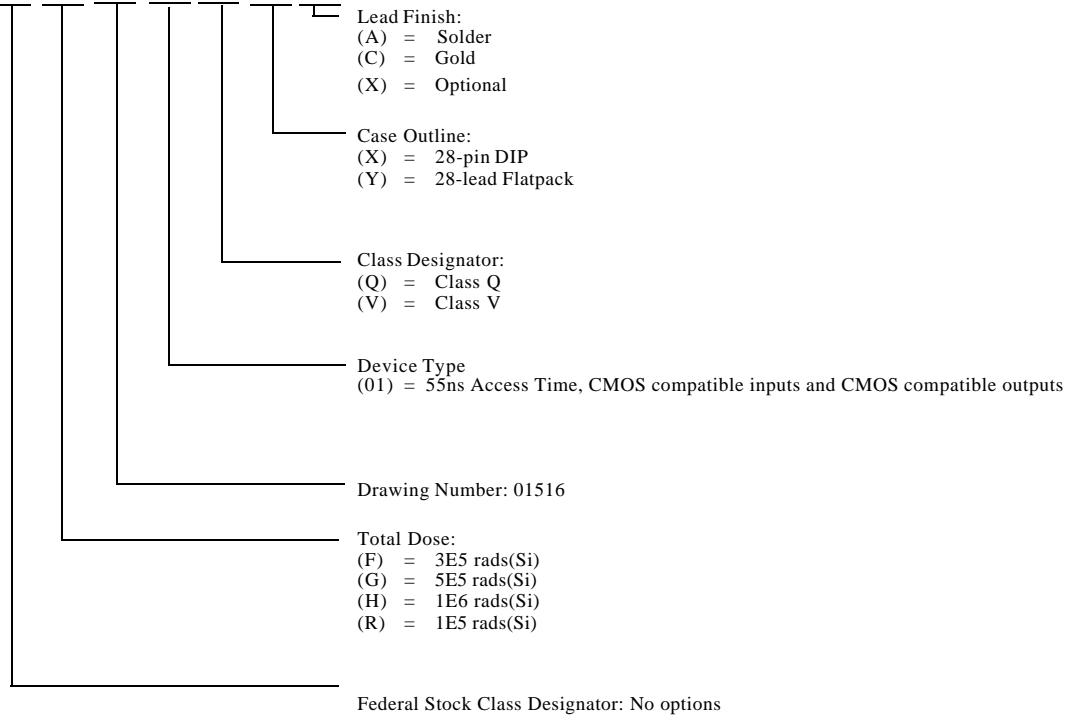 Lead Finish:
(A) = Solder
(C) = Gold
(X) = Optional
Case Outline:
(X) = 28-pin DIP
(Y) = 28-lead Flatpack
Class Designator:
(Q) = Class Q
(V) = Class V
Device Type
(01) = 55ns Access Time, CMOS compatible inputs and CMOS compatible outputs
Drawing Number: 01516
Total Dose:
(F) = 3E5 rads(Si)
(G) = 5E5 rads(Si)
(H) = 1E6 rads(Si)
(R) = 1E5 rads(Si)
Federal Stock Class Designator: No options